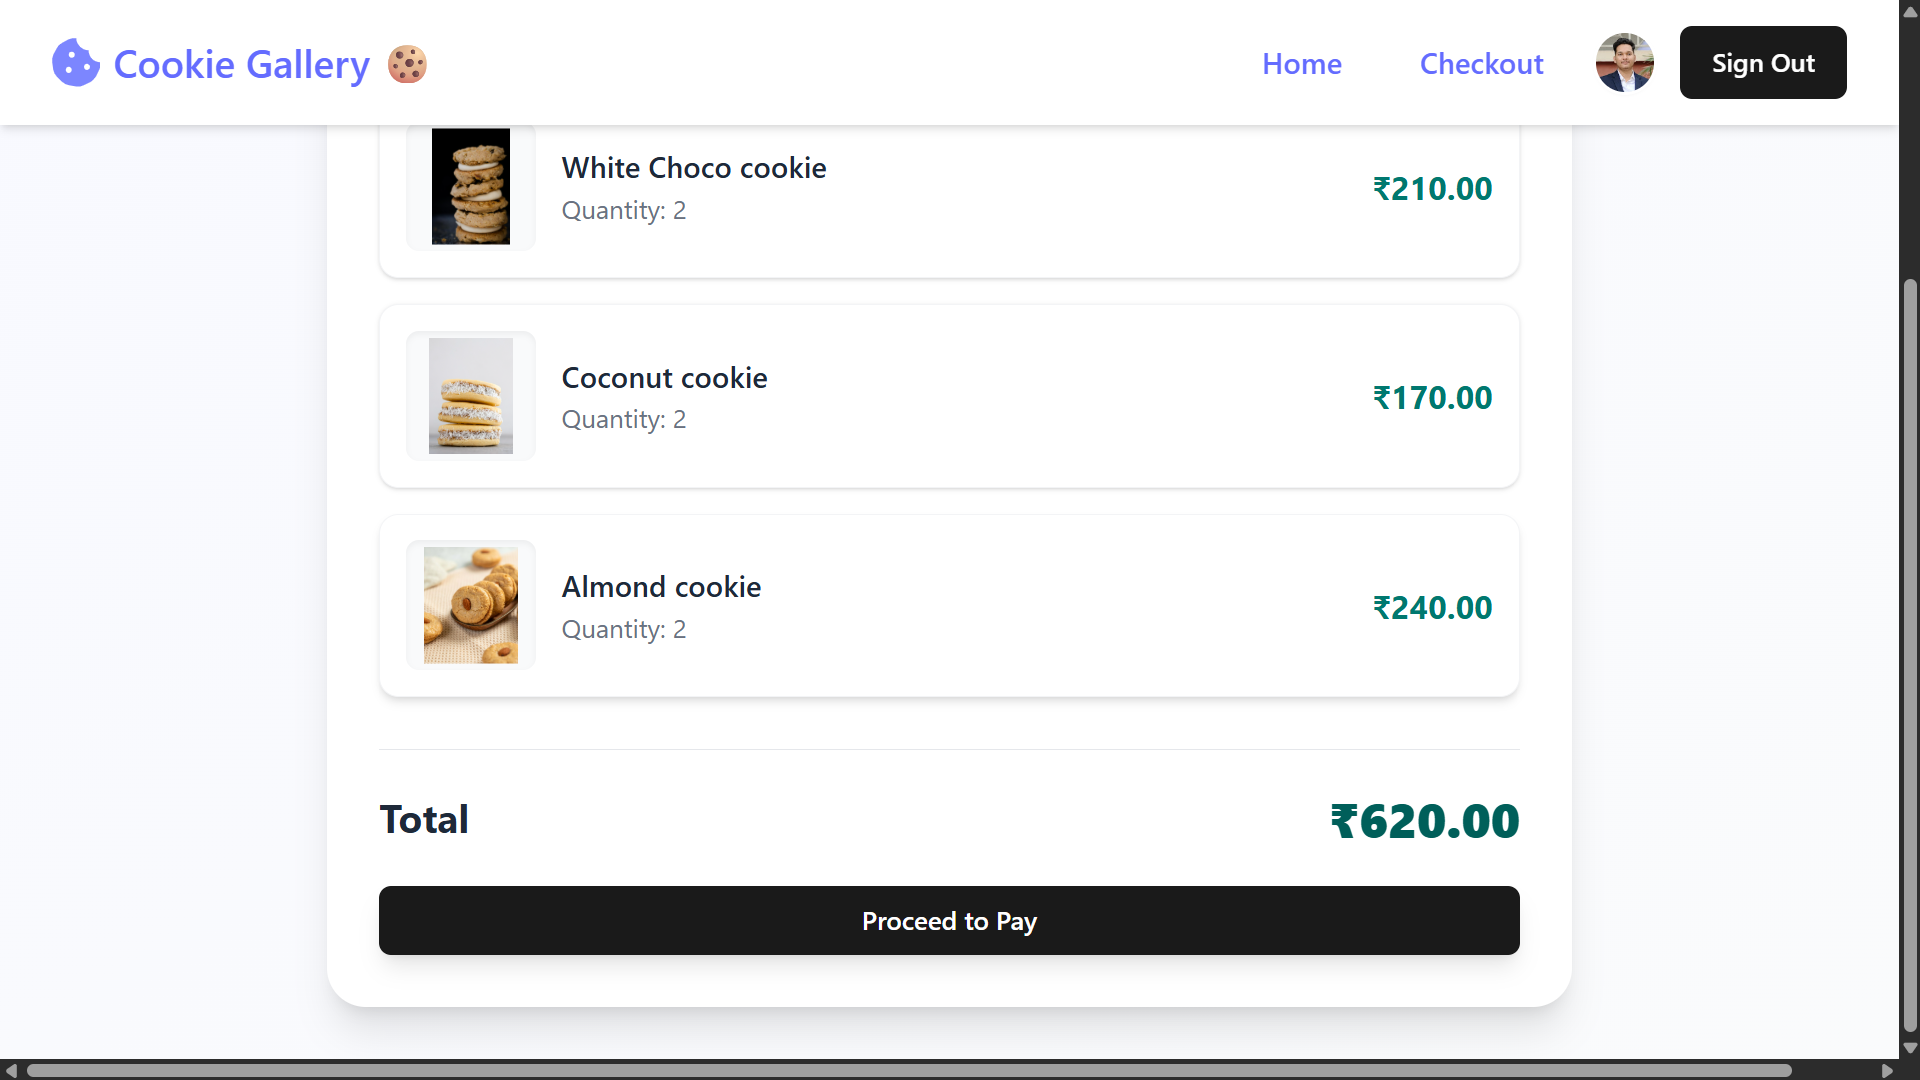 Cookie Gallery 🍪
Home
Checkout
Sign Out
White Choco cookie
Quantity: 2
₹210.00
Coconut cookie
Quantity: 2
₹170.00
Almond cookie
Quantity: 2
₹240.00
Total
₹620.00
Proceed to Pay